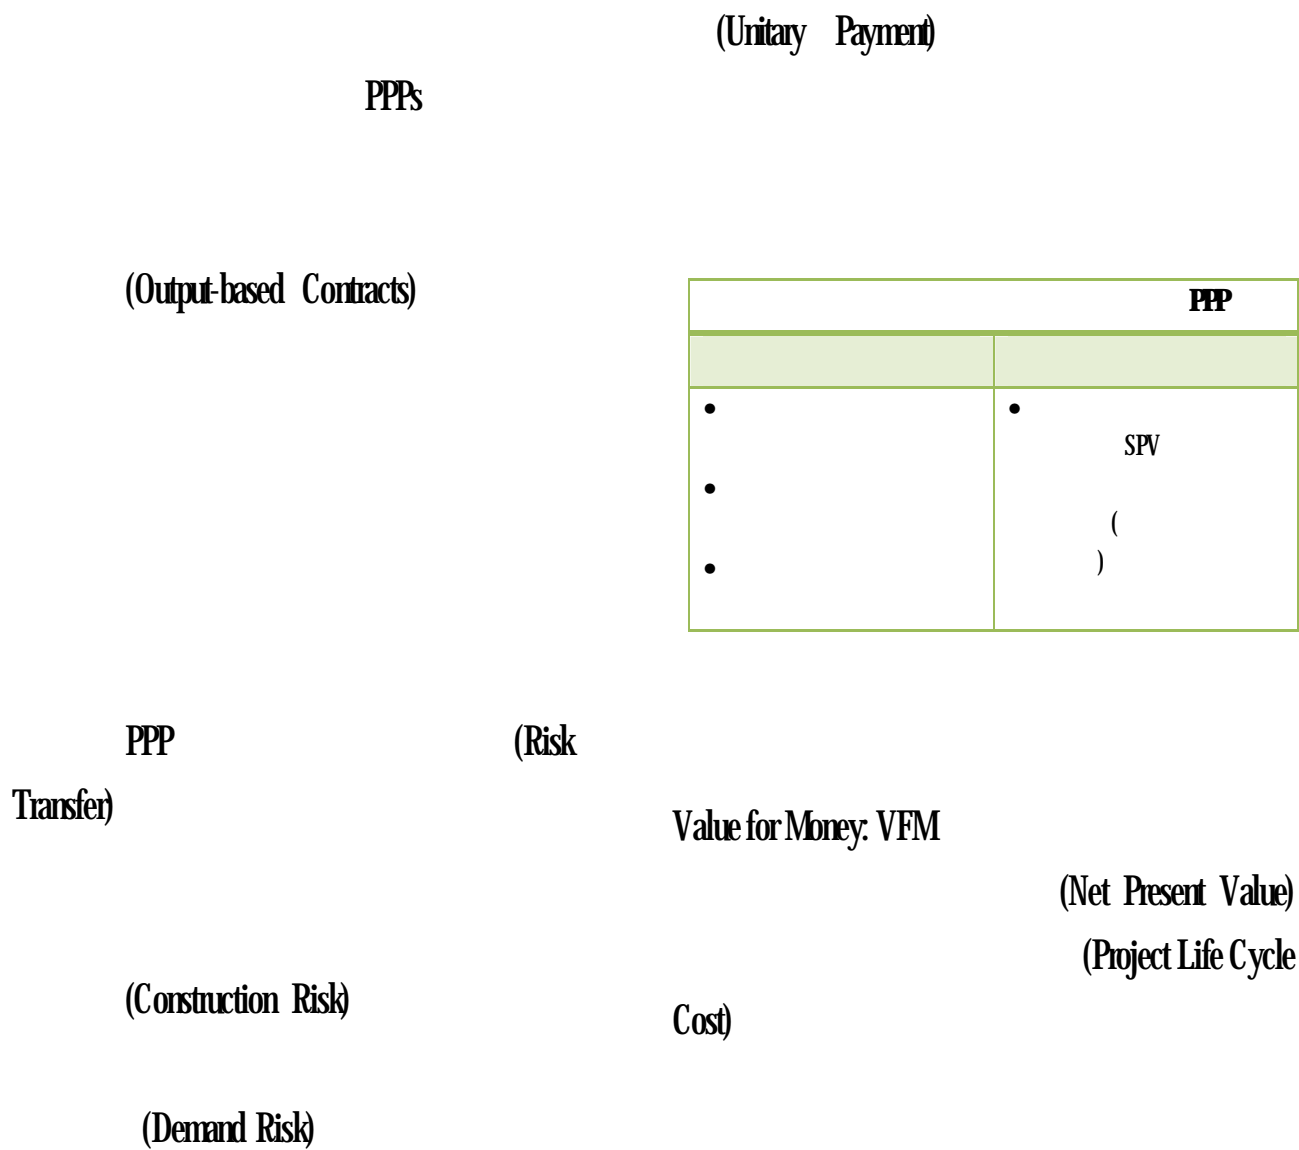 PPPs
(Output-based Contracts)
PPP (Risk
Transfer)
(Construction Risk)
(Demand Risk)
(Unitary Payment)
PPP
•
•
•
•
SPV
(
)
Value for Money: VFM
(Net Present Value)
(Project Life Cycle
Cost)